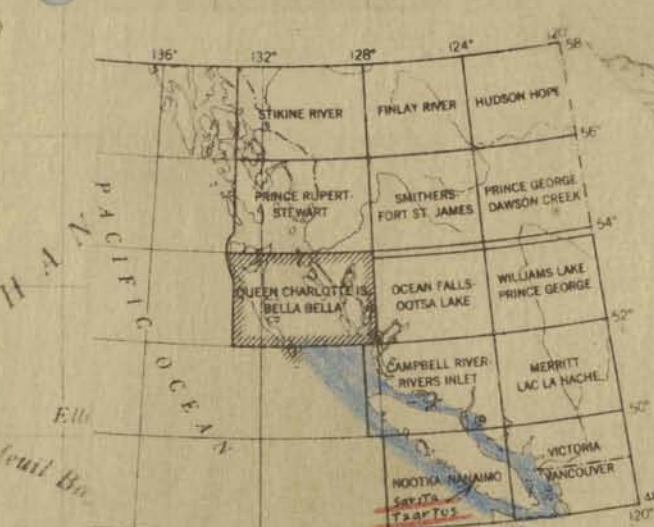 136° 132° 128° 124° 120°
58
STIKINE RIVER
FINLAY RIVER
HUDSON HOPE
56°
PRINCE RUPERT-
STEWART
SMITHERS-
FORT ST. JAMES
PRINCE GEORGE
DAWSON CREEK
54°
PACIFIC OCEAN
HAN
QUEEN CHARLOTTE IS.
BELLA BELLA
OCEAN FALLS-
OOTSA LAKE
WILLIAMS LAKE
PRINCE GEORGE
52°
CAMPBELL RIVER-
RIVERS INLET
MERRITT
LAC LA HACHE
50°
VICTORIA
VANCOUVER
NOOTKA NANAIMO
Sarita
Tsartus
120°